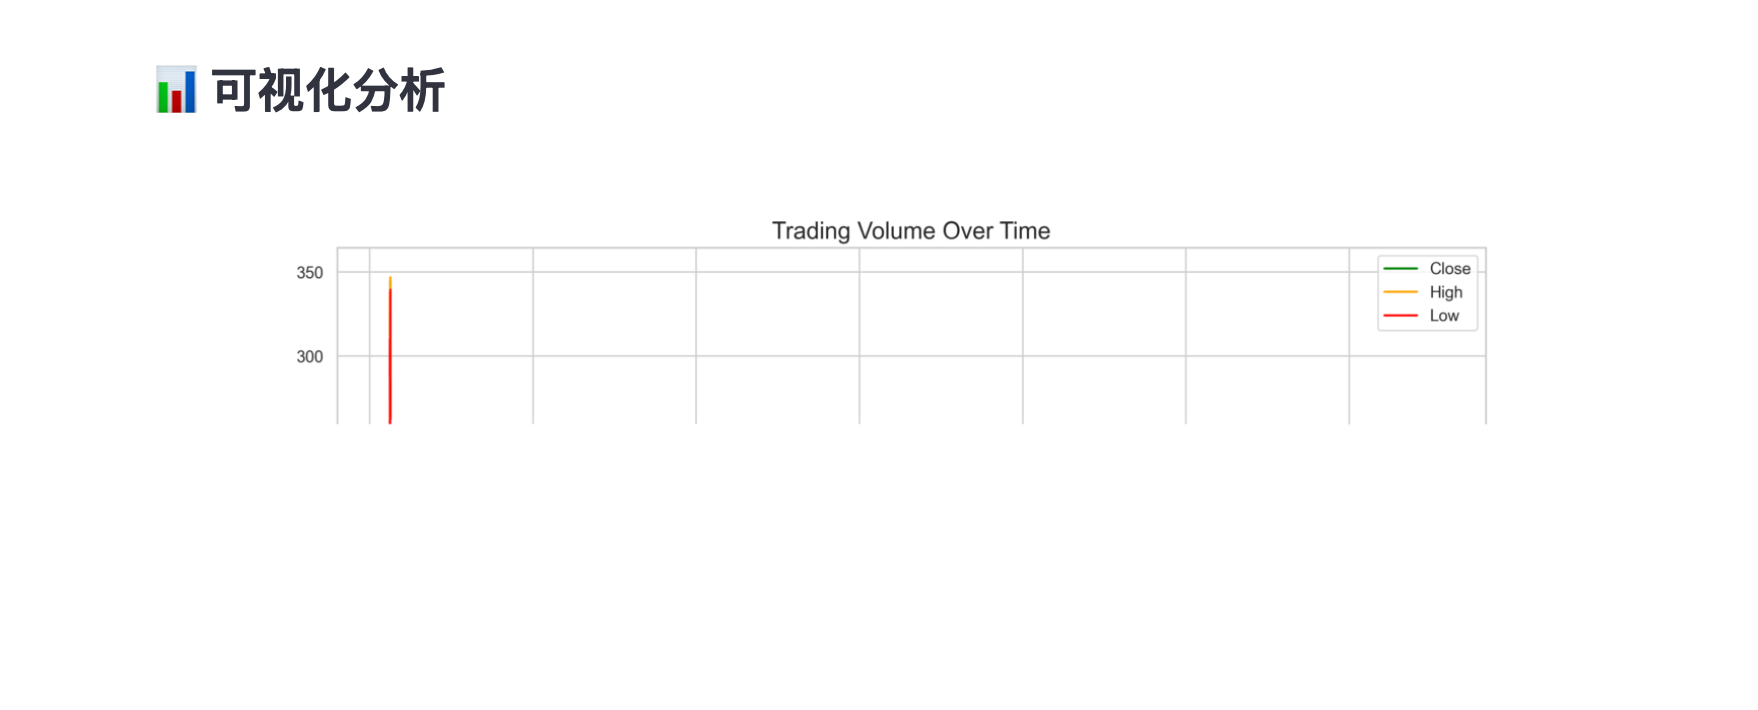 可视化分析
Trading Volume Over Time
350
300
Close
High
Low